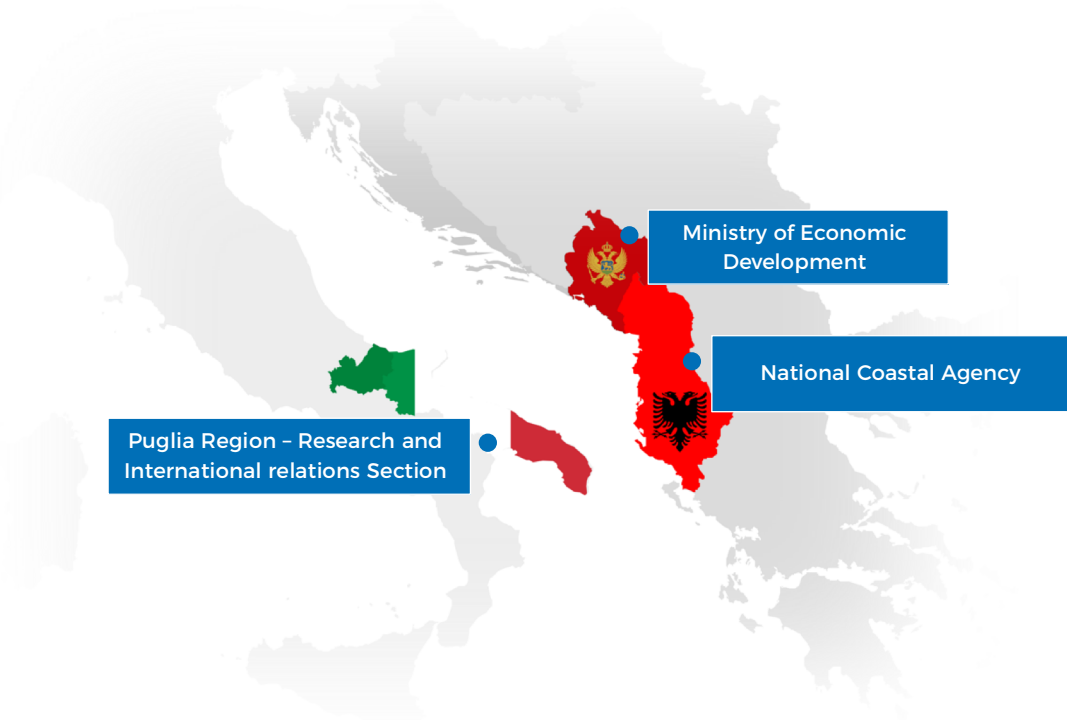 Ministry of Economic
Development
National Coastal Agency
Puglia Region – Research and
International relations Section